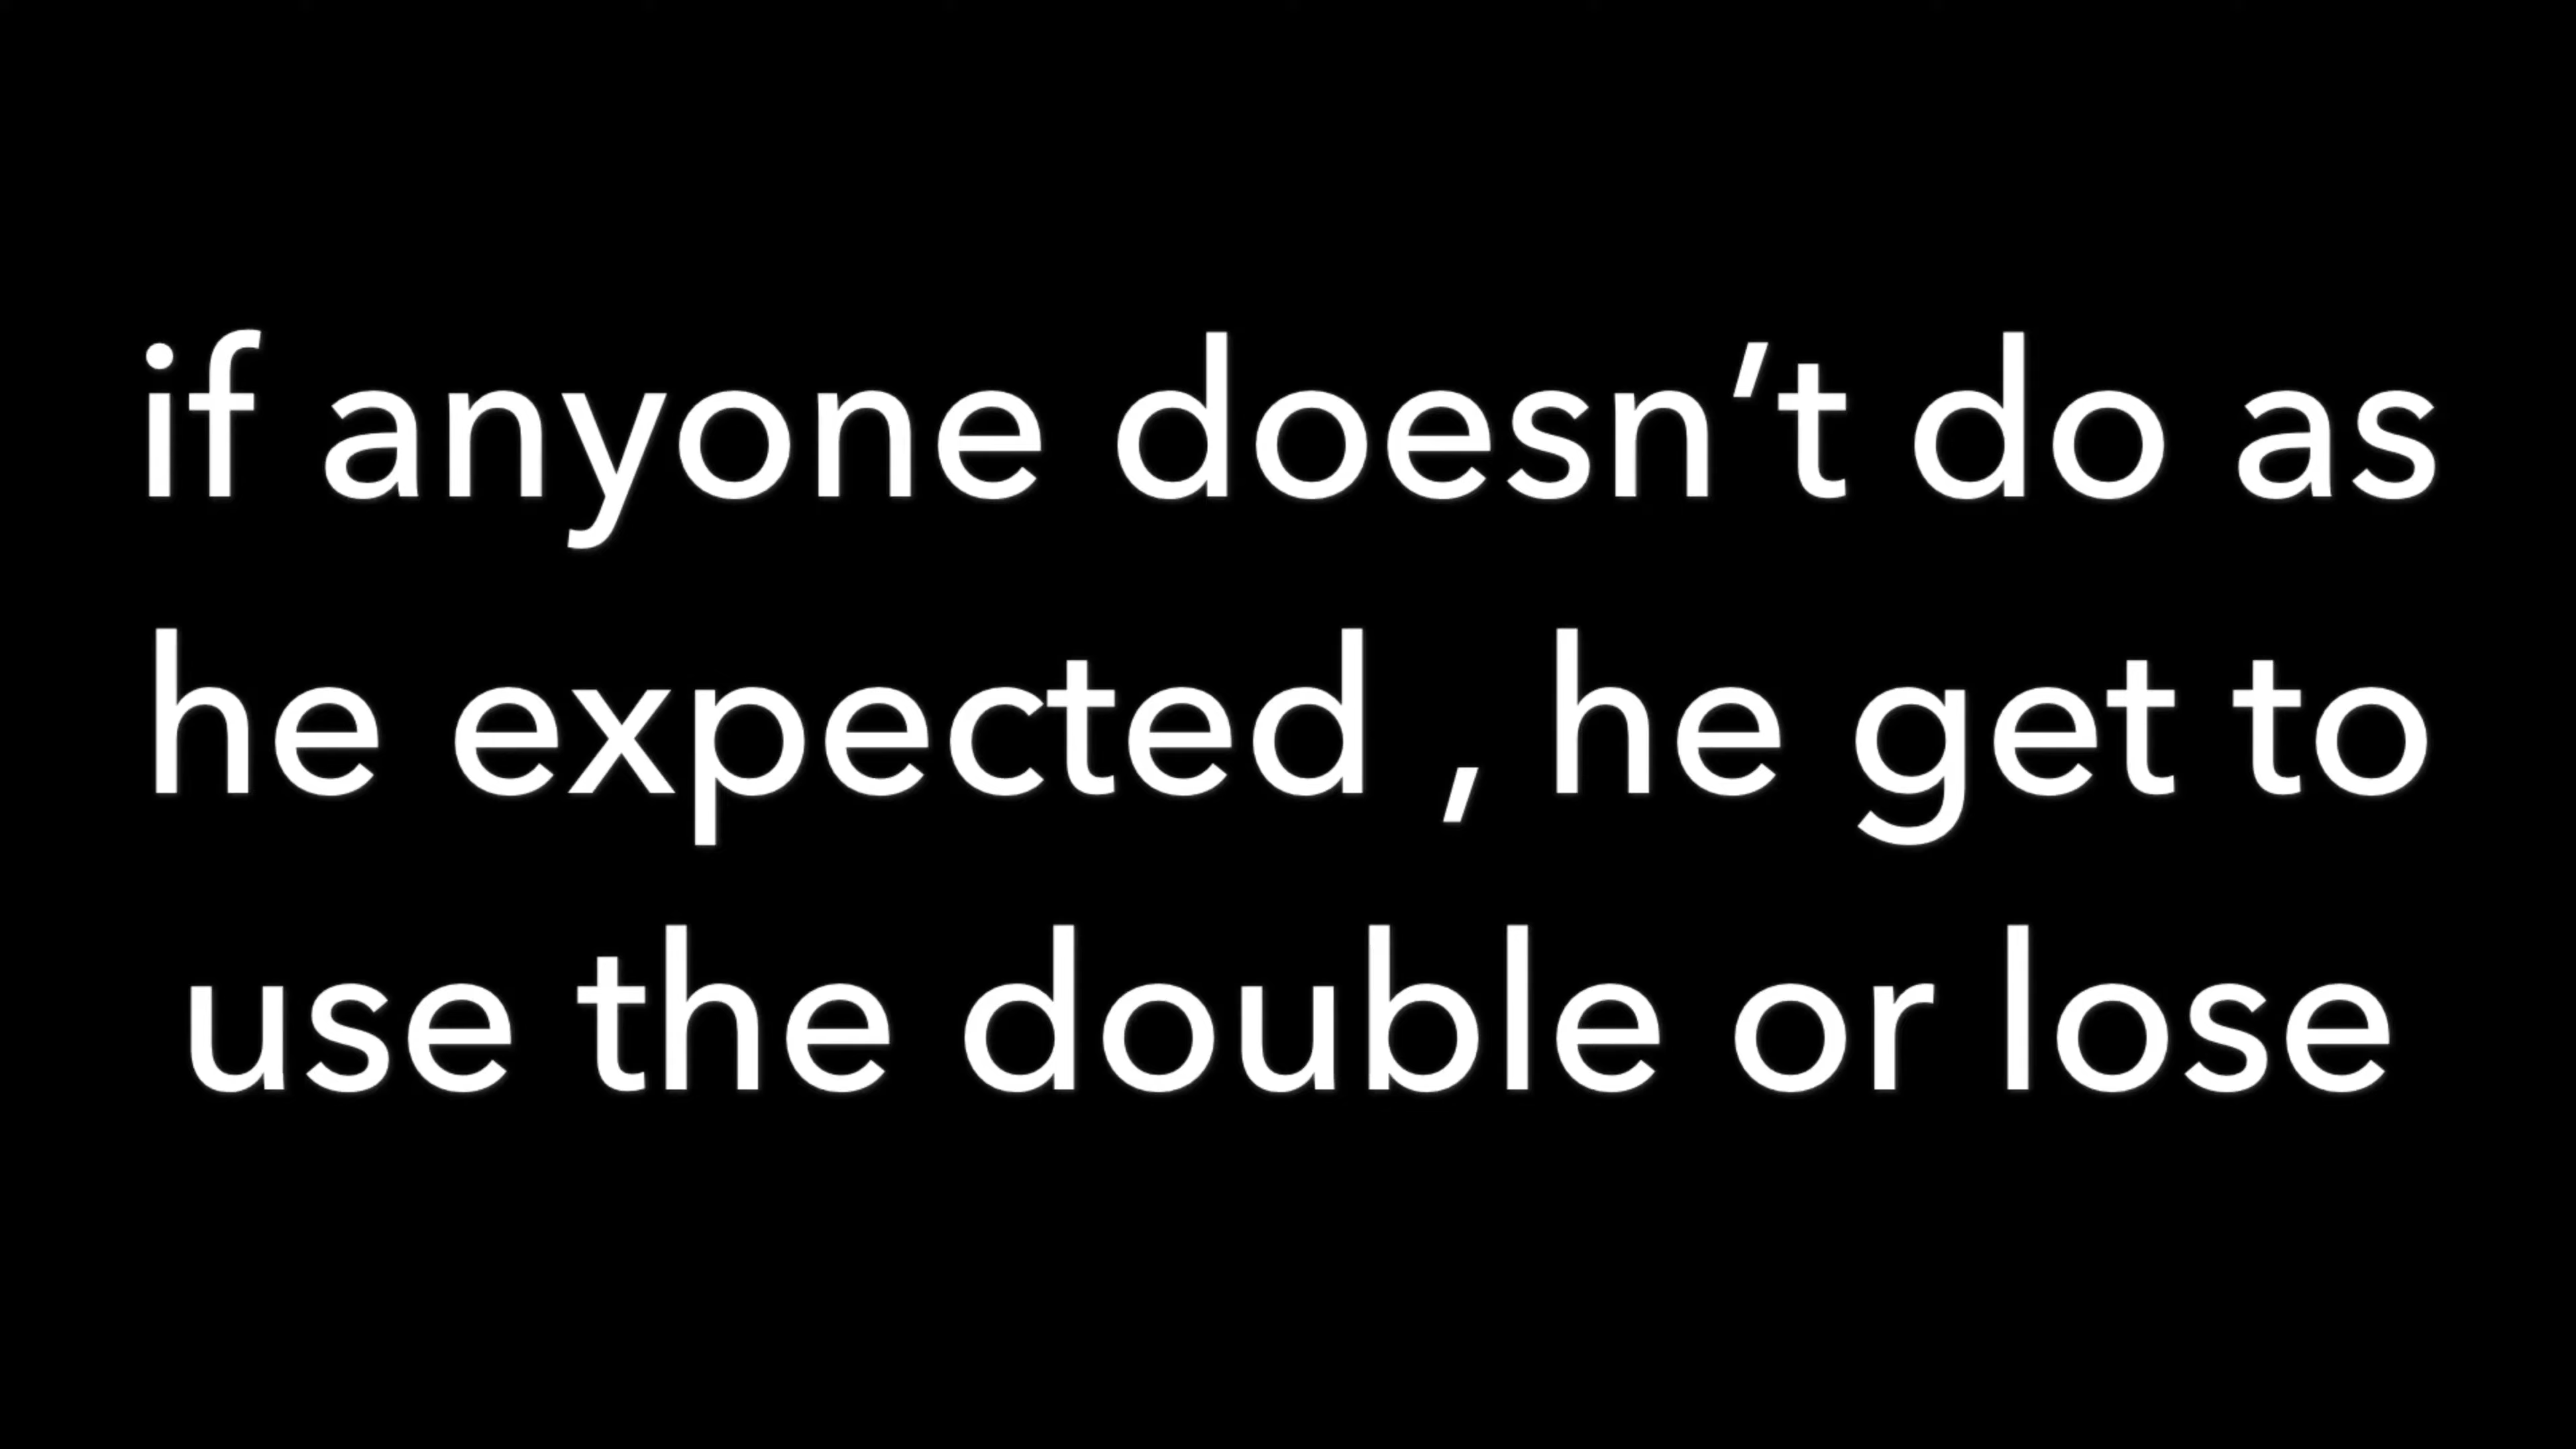 if anyone doesn’t do as
he expected , he get to
use the double or lose